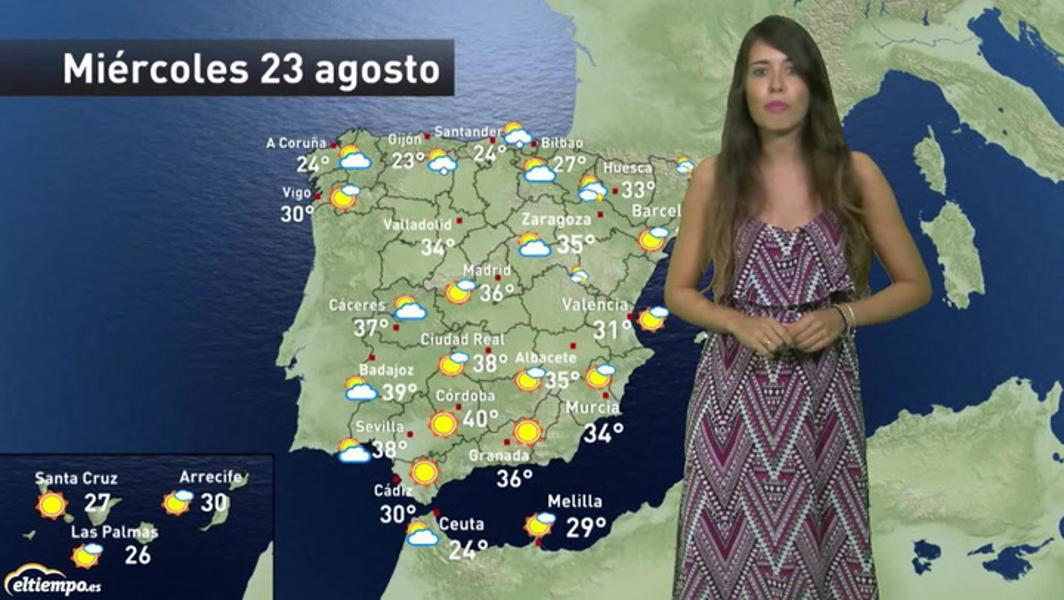 Miércoles 23 agosto
A Coruña
24°
Gijón
23°
Santander
24°
Bilbao
27°
Huesca
33°
Vigo
30°
Valladolid
34°
Zaragoza
35°
Barcel
Madrid
36°
Cáceres
37°
Valencia
31°
Ciudad Real
38°
Albacete
35°
Badajoz
39°
Córdoba
40°
Murcia
34°
Sevilla
38°
Granada
36°
Cádiz
30°
Ceuta
24°
Melilla
29°
Santa Cruz
27
Arrecife
30
Las Palmas
26
eltiempo.es